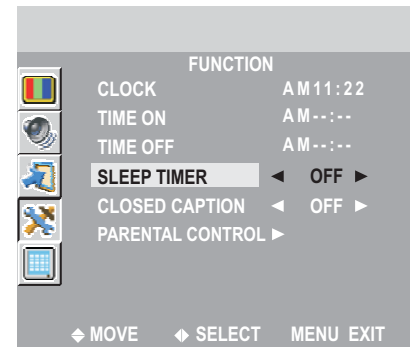 FUNCTION
CLOCK AM11:22
TIME ON AM--:--
TIME OFF AM--:--
SLEEP TIMER ◄ OFF ►
CLOSED CAPTION ◄ OFF ►
PARENTAL CONTROL ►
MOVE SELECT MENU EXIT